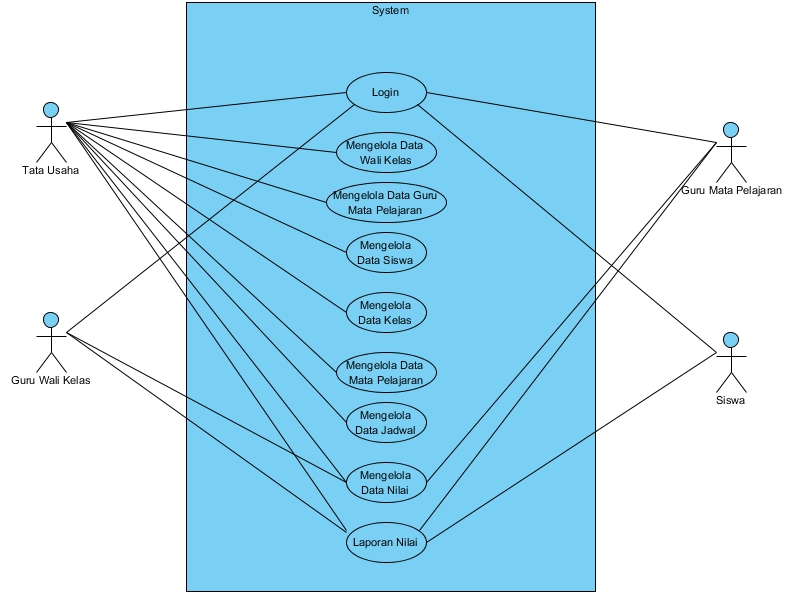 System
Login
Tata Usaha
Mengelola Data
Wali Kelas
Guru Mata Pelajaran
Mengelola Data Guru
Mata Pelajaran
Mengelola
Data Siswa
Mengelola
Data Kelas
Guru Wali Kelas
Siswa
Mengelola Data
Mata Pelajaran
Mengelola
Data Jadwal
Mengelola
Data Nilai
Laporan Nilai